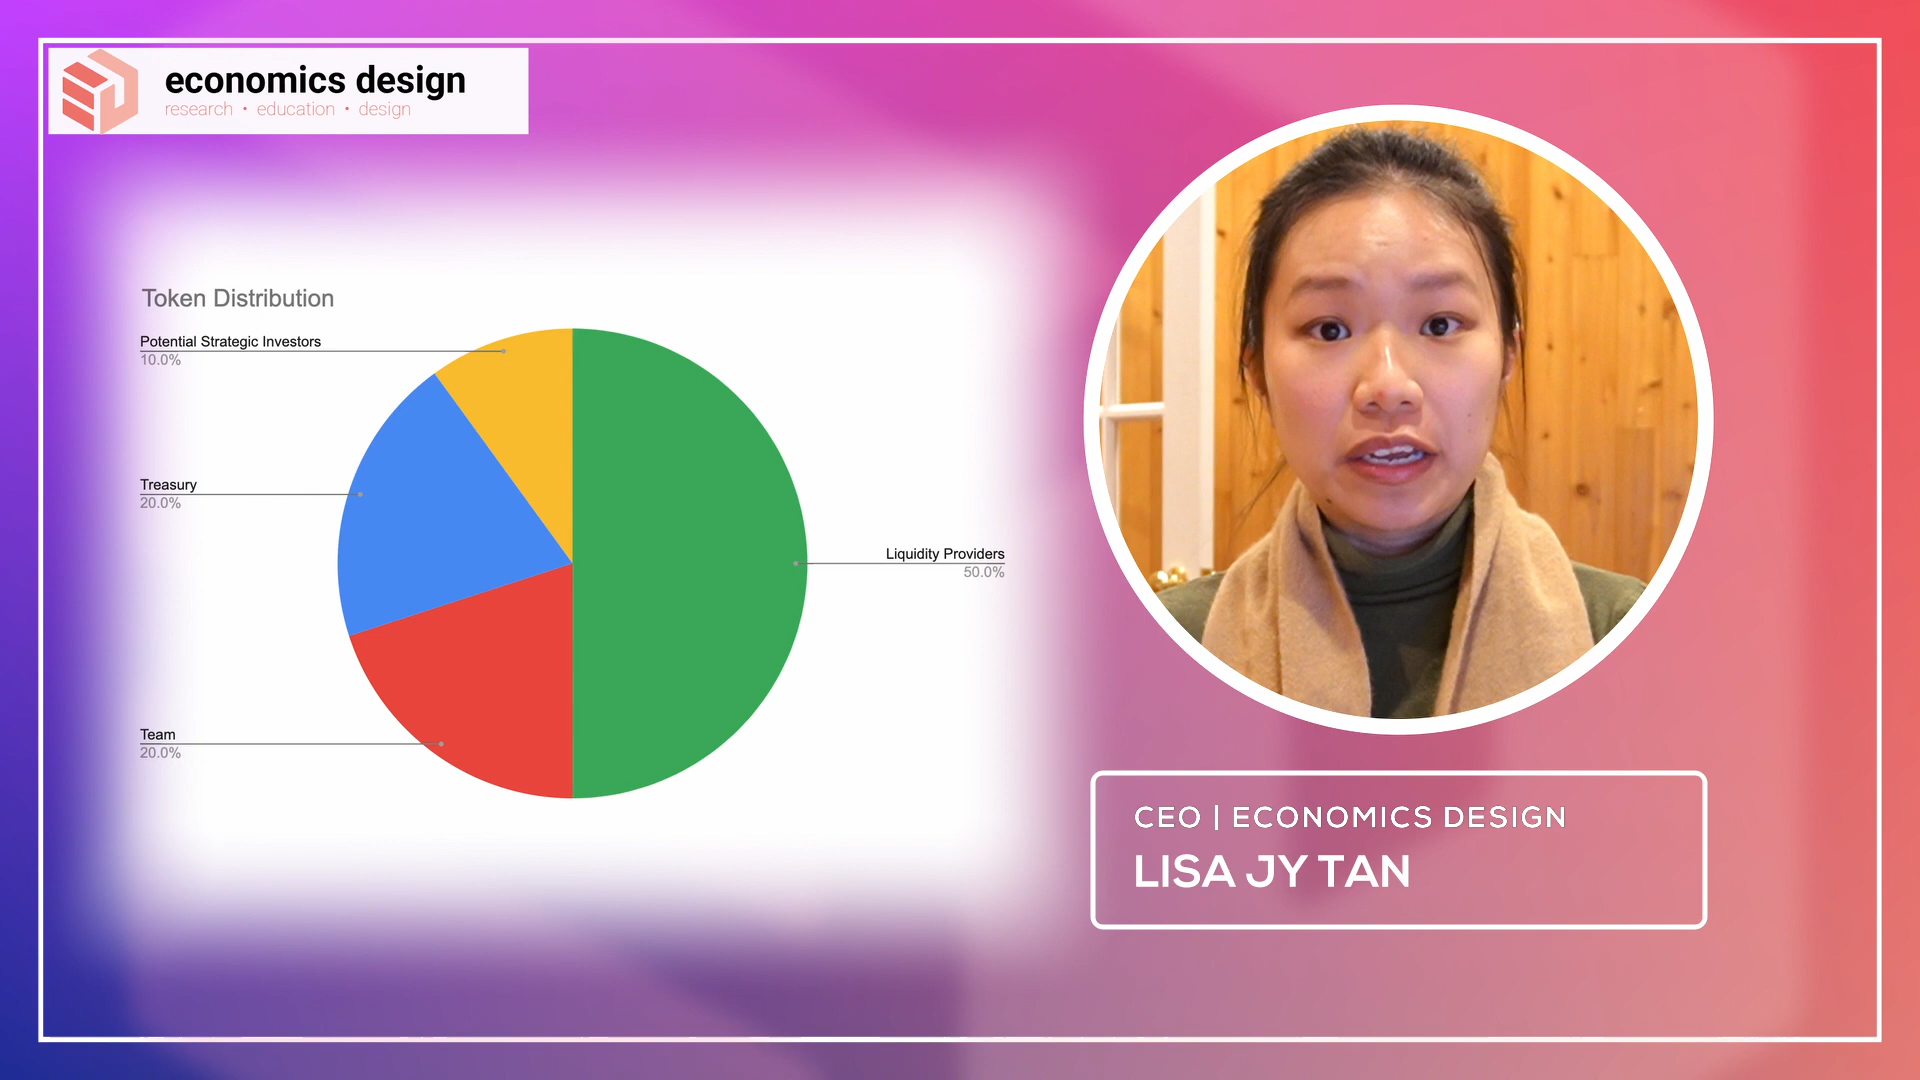 economics design
research • education • design
Token Distribution
Potential Strategic Investors
10.0%
Treasury
20.0%
Liquidity Providers
50.0%
Team
20.0%
CEO | ECONOMICS DESIGN
LISA JY TAN